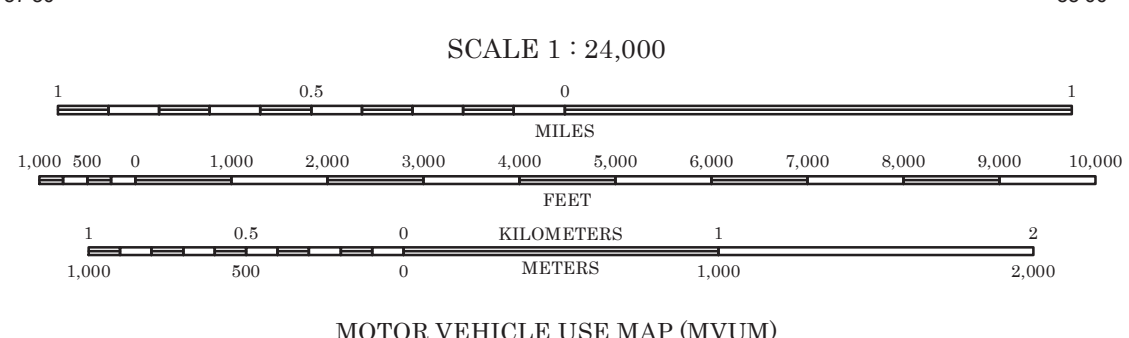 SCALE 1 : 24,000
1 0.5 0 1
MILES
1,000 500 0 1,000 2,000 3,000 4,000 5,000 6,000 7,000 8,000 9,000 10,000
FEET
1 0.5 0 KILOMETERS 1 2
1,000 500 0 METERS 1,000 2,000
MOTOR VEHICLE USE MAP (MVUM)